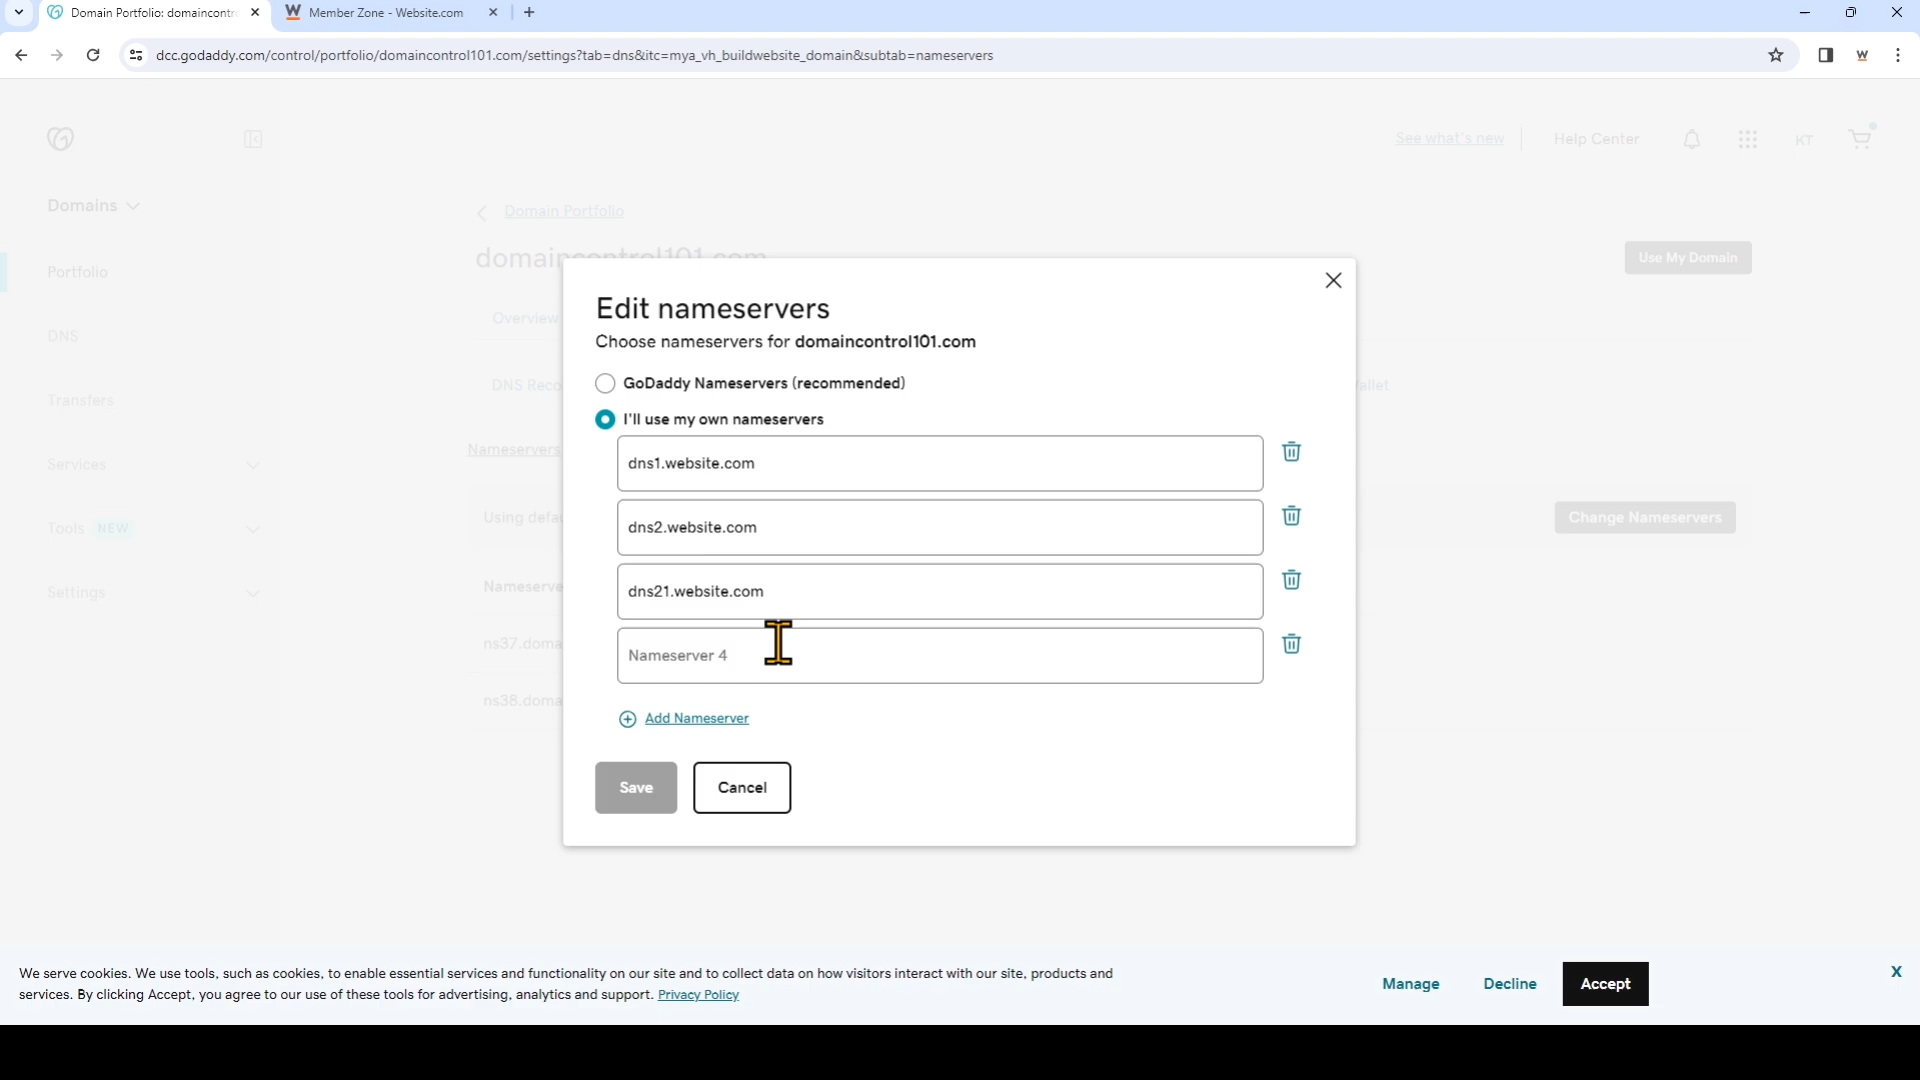 Domain Portfolio: domaincontr
Member Zone - Website.com
dcc.godaddy.com/control/portfolio/domaincontrol101.com/settings?tab=dns&itc=mya_vh_buildwebsite_domain&subtab=nameservers
W
See what's new
Help Center
KT
Domains
Domain Portfolio
domaincontrol101.com
Use My Domain
Portfolio
Overview
DNS
DNS Reco
allet
Transfers
Nameservers
Services
Using defau
Change Nameservers
Tools NEW
Settings
Nameserve
ns37.doma
ns38.doma
Edit nameservers
Choose nameservers for domaincontrol101.com
GoDaddy Nameservers (recommended)
I'll use my own nameservers
dns1.website.com
dns2.website.com
dns21.website.com
Nameserver 4
Add Nameserver
Save
Cancel
We serve cookies. We use tools, such as cookies, to enable essential services and functionality on our site and to collect data on how visitors interact with our site, products and
services. By clicking Accept, you agree to our use of these tools for advertising, analytics and support. Privacy Policy
Manage
Decline
Accept
X